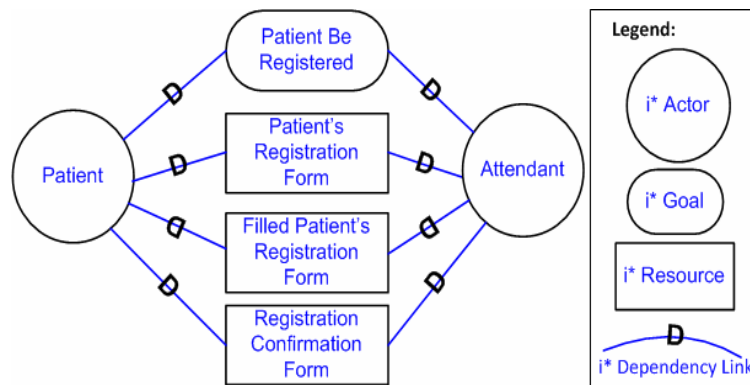 Patient Be
Registered
D
D
Patient's
Registration
Form
D
D
Patient
Attendant
Filled Patient's
Registration
Form
D
D
Registration
Confirmation
Form
D
D
Legend:
i* Actor
i* Goal
i* Resource
D
i* Dependency Link